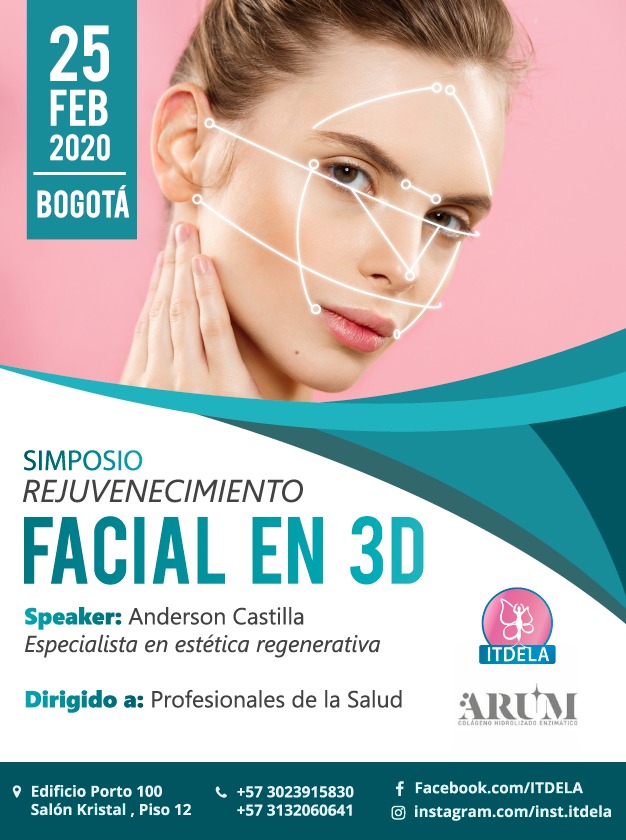 25
FEB
2020
BOGOTÁ
SIMPOSIO
REJUVENECIMIENTO
FACIAL EN 3D
Speaker: Anderson Castilla
Especialista en estética regenerativa
Dirigido a: Profesionales de la Salud
ITDELA
ARUM
COLÁGENO HIDROLIZADO ENZIMÁTICO
Edificio Porto 100
Salón Kristal , Piso 12
+57 3023915830
+57 3132060641
Facebook.com/ITDELA
instagram.com/inst.itdela